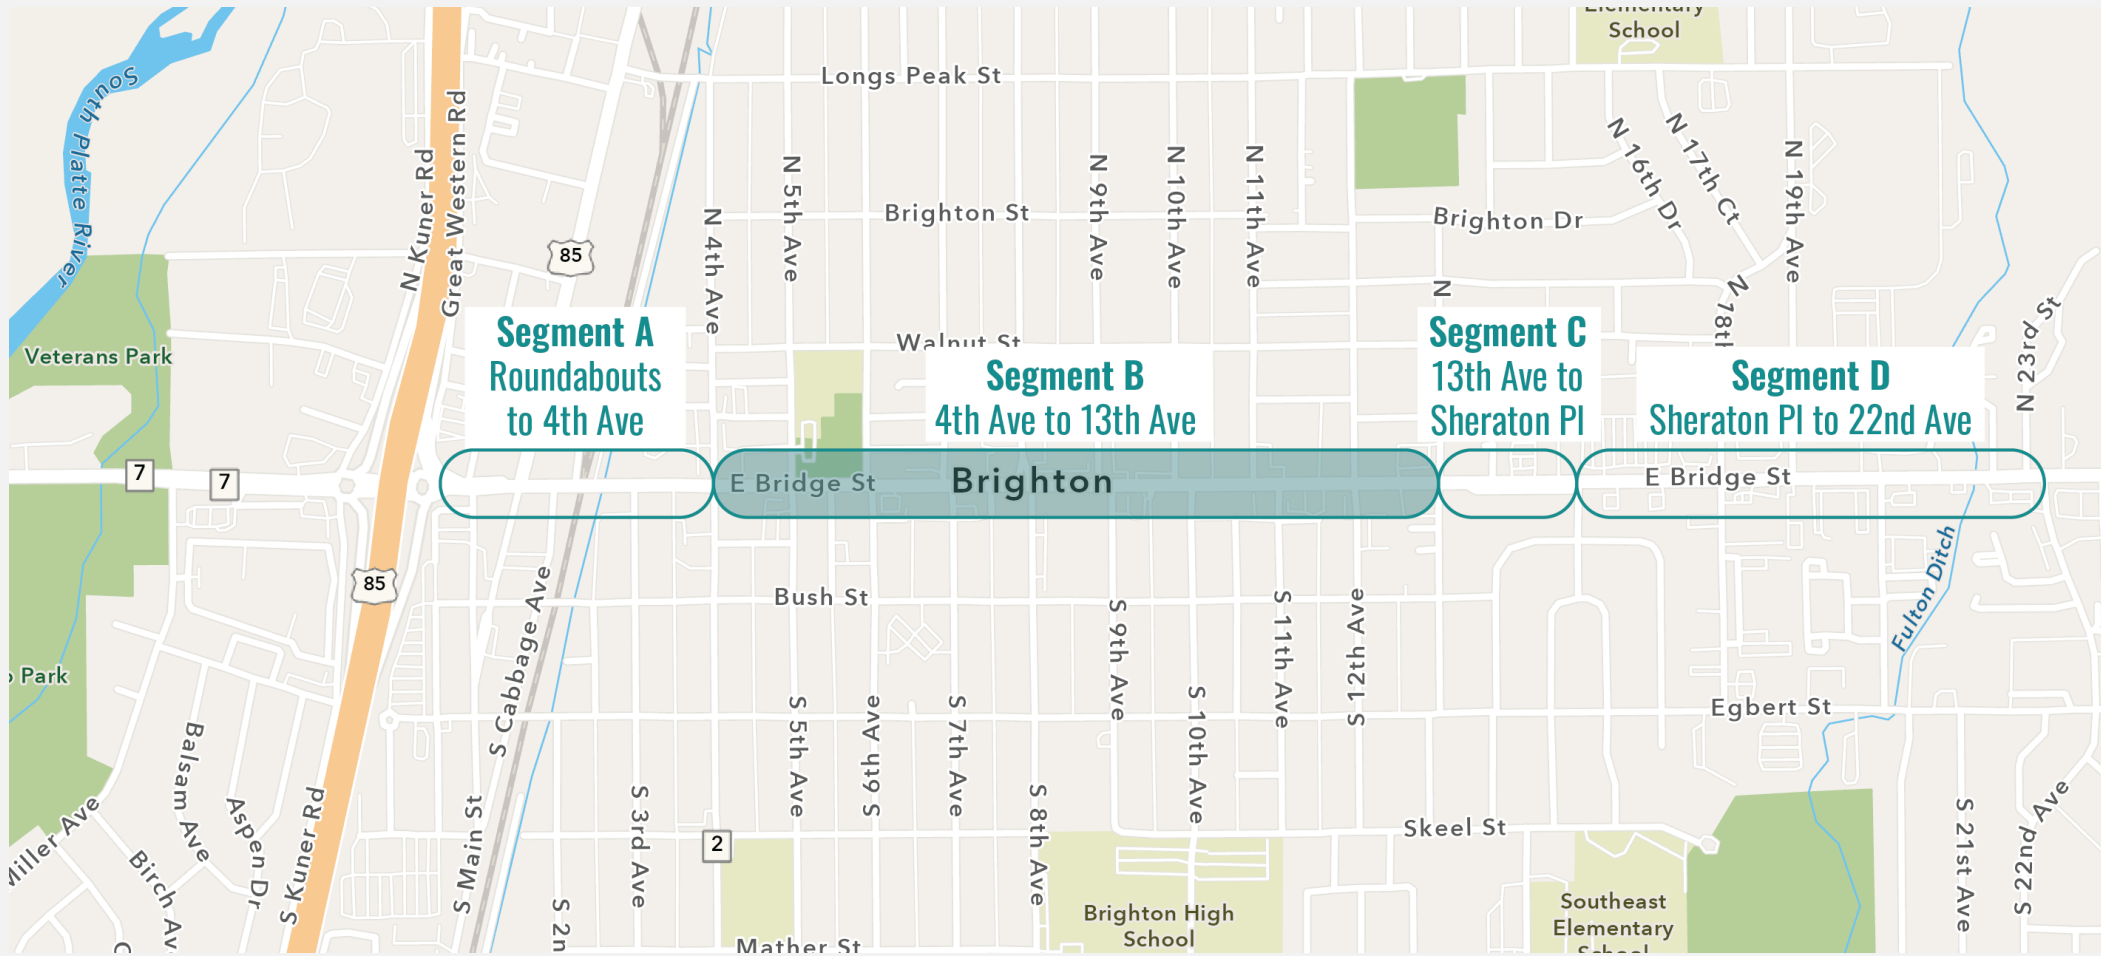 Elementary
School
Longs Peak St
South Platte River
N Kuner Rd
Great Western Rd
N 5th Ave
N 9th Ave
N 10th Ave
N 11th Ave
N 16th Dr
N 17th Ct
N 19th Ave
N 4th Ave
Brighton St
Brighton Dr
85
N
N 18th
N 23rd St
Veterans Park
Walnut St
Segment A
Roundabouts
to 4th Ave
Segment B
4th Ave to 13th Ave
Segment C
13th Ave to
Sheraton Pl
Segment D
Sheraton Pl to 22nd Ave
7
7
E Bridge St
Brighton
E Bridge St
85
Fulton Ditch
Bush St
S Cabbage Ave
S 9th Ave
S 11th Ave
S 12th Ave
Park
Balsam Ave
S 5th Ave
S 6th Ave
S 7th Ave
S 10th Ave
Egbert St
Miller Ave
Aspen Dr
S Kuner Rd
S Main St
S 3rd Ave
2
S 8th Ave
Skeel St
S 21st Ave
S 22nd Ave
Birch Av
S 2n
Mather St
Brighton High
School
Southeast
Elementary
School